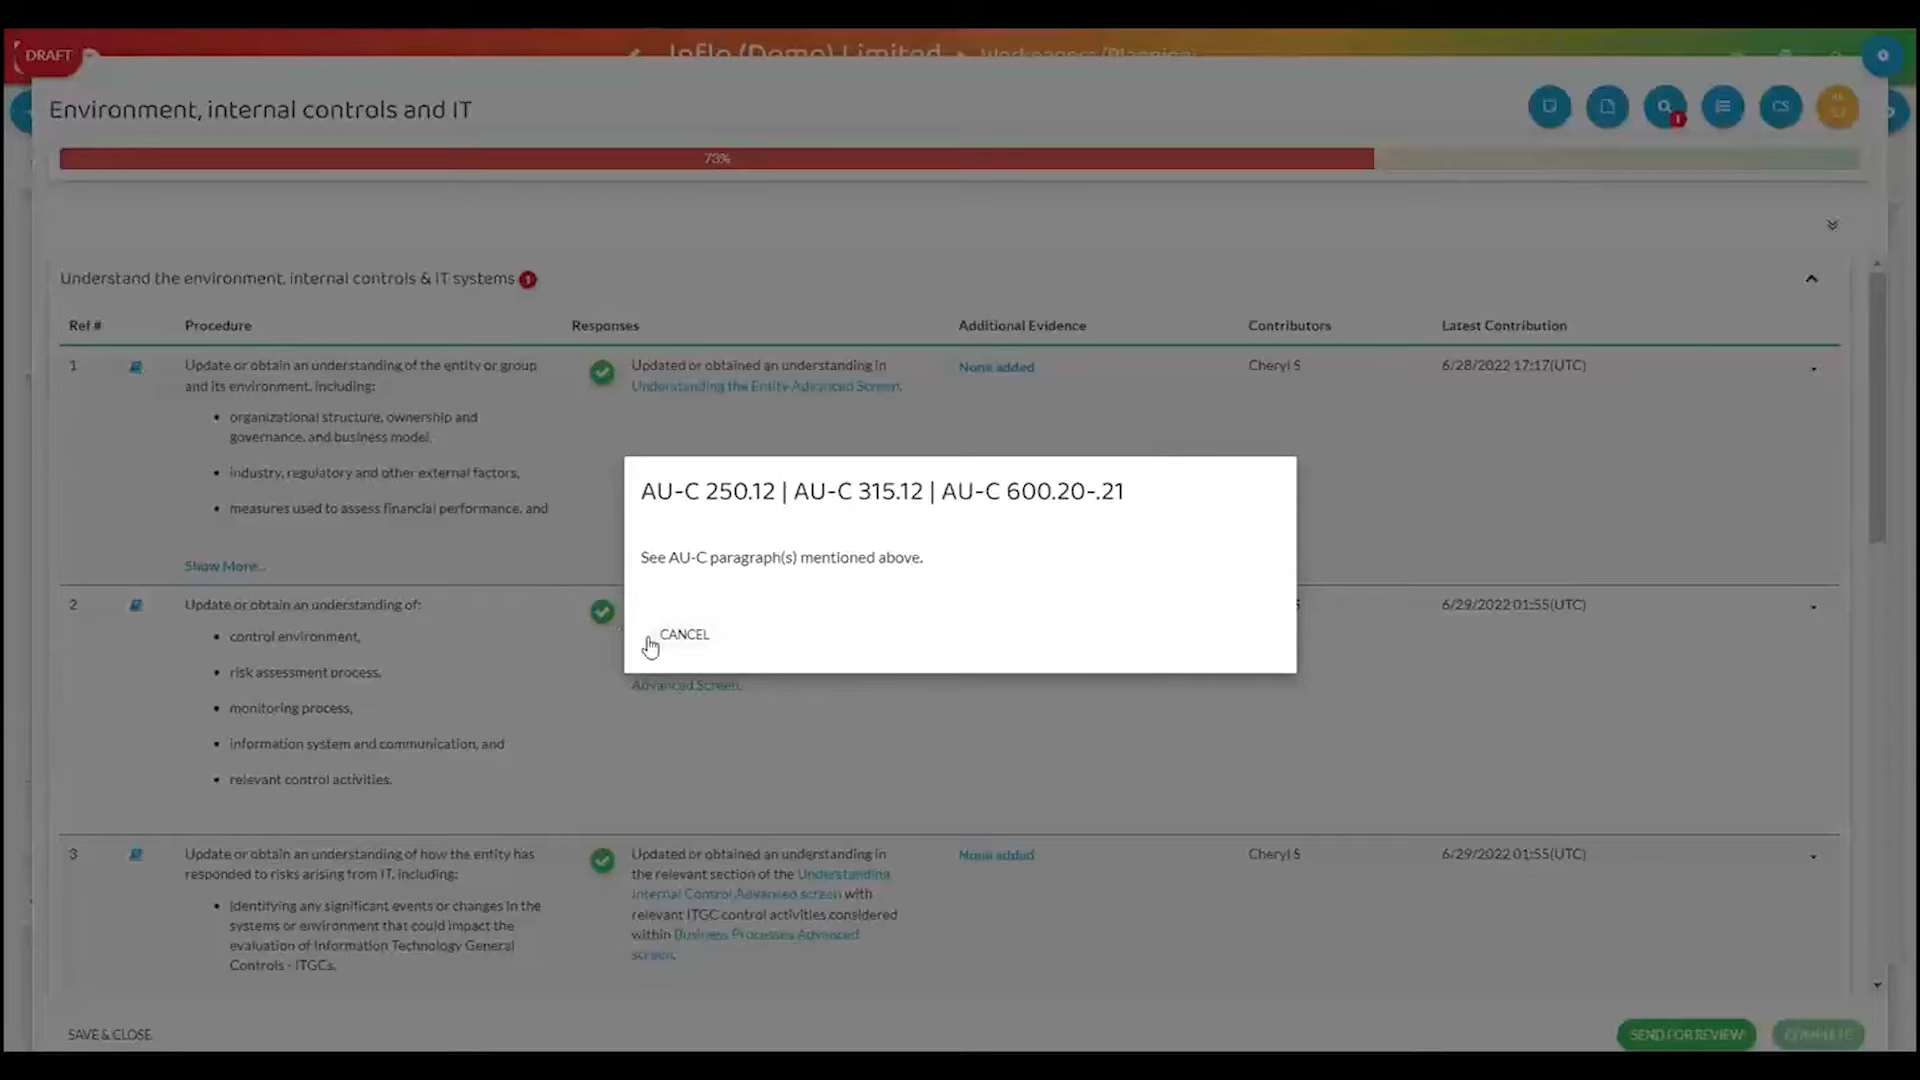 DRAFT
Inflo (Demo) Limited
Workpapers (Planning)
Environment, internal controls and IT
CS
73%
Understand the environment, internal controls & IT systems 1
Ref # Procedure Responses Additional Evidence Contributors Latest Contribution
1 Update or obtain an understanding of the entity or group
and its environment, including:
• organizational structure, ownership and
governance, and business model,
• industry, regulatory and other external factors,
• measures used to assess financial performance, and
Show More...
Updated or obtained an understanding in
Understanding the Entity Advanced Screen.
None added
Cheryl S
6/28/2022 17:17(UTC)
AU-C 250.12 | AU-C 315.12 | AU-C 600.20-.21
See AU-C paragraph(s) mentioned above.
CANCEL
2 Update or obtain an understanding of:
• control environment,
• risk assessment process,
• monitoring process,
• information system and communication, and
• relevant control activities.
Advanced Screen.
6/29/2022 01:55(UTC)
3 Update or obtain an understanding of how the entity has
responded to risks arising from IT, including:
• Identifying any significant events or changes in the
systems or environment that could impact the
evaluation of Information Technology General
Controls - ITGCs.
Updated or obtained an understanding in
the relevant section of the Understanding
Internal Control Advanced screen with
relevant ITGC control activities considered
within Business Processes Advanced
screen.
None added
Cheryl S
6/29/2022 01:55(UTC)
SAVE & CLOSE
SEND FOR REVIEW
COMPLETE